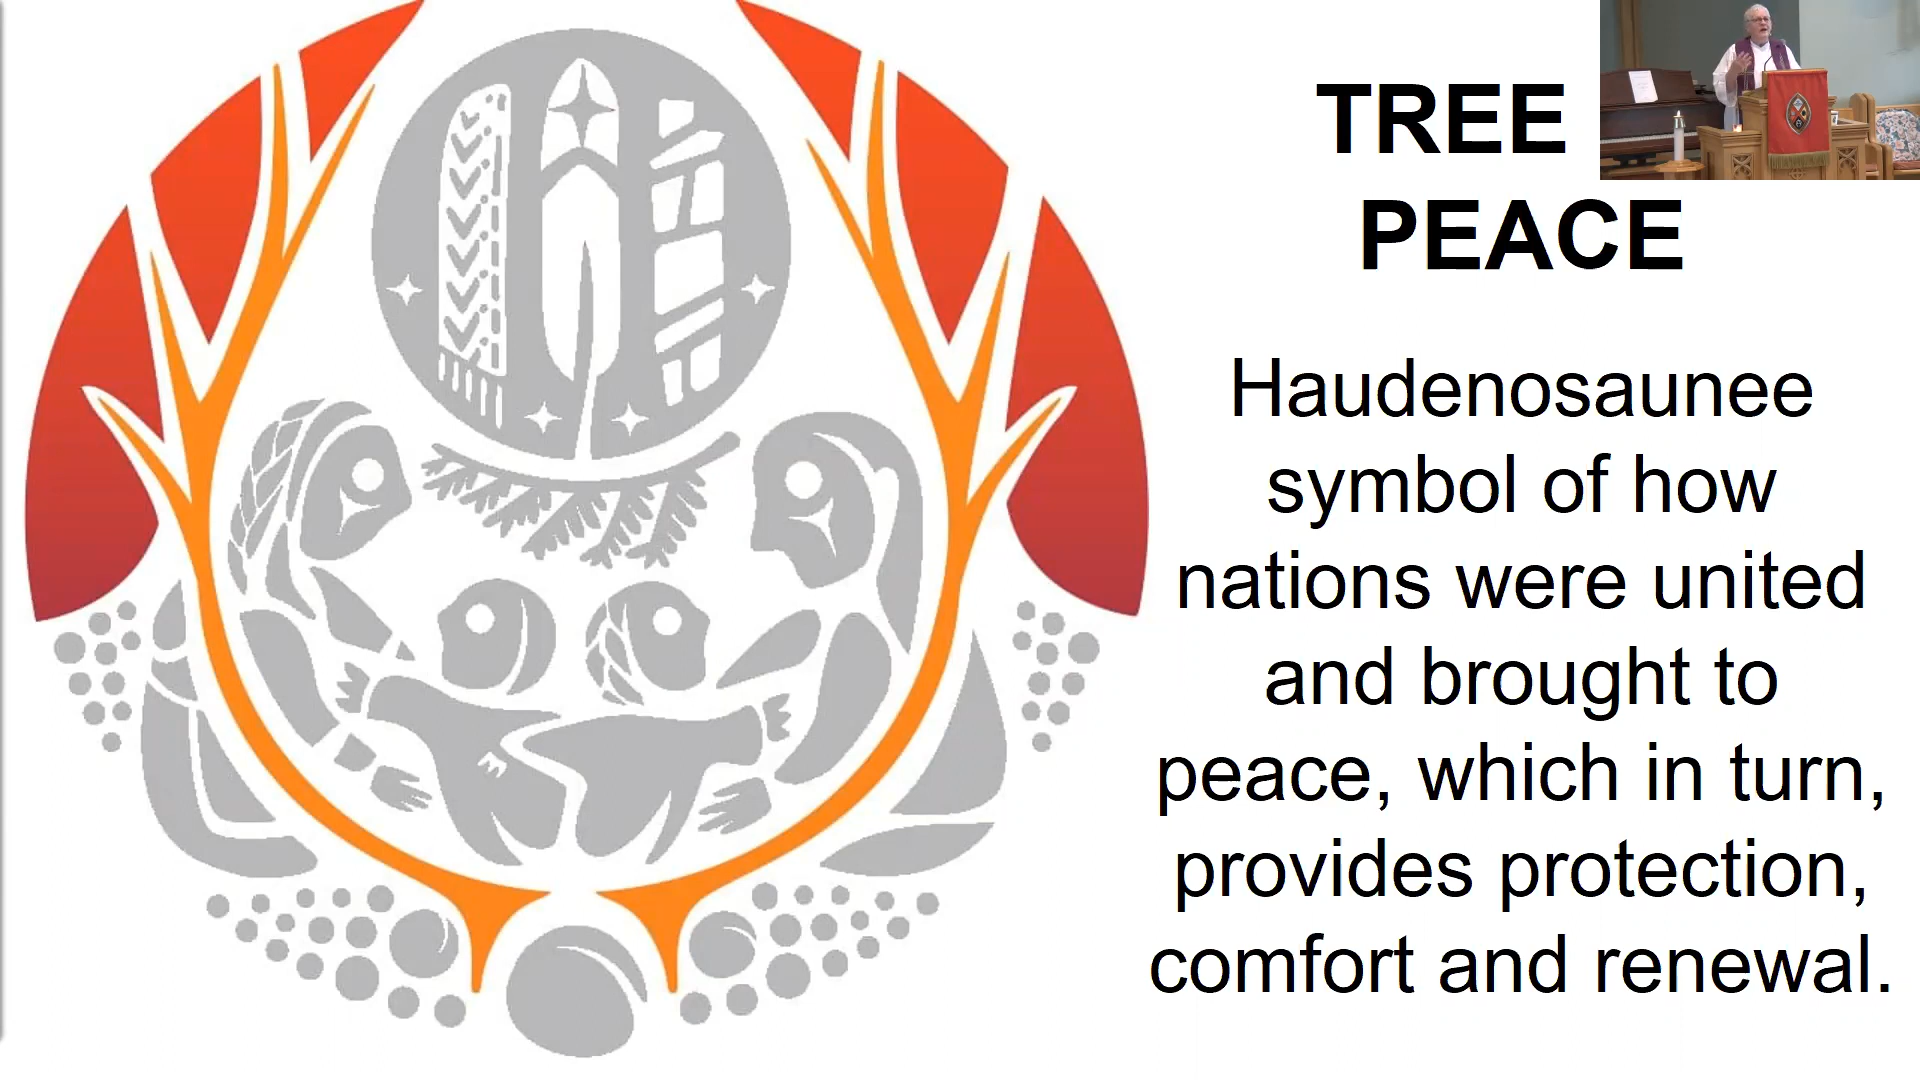 TREE
PEACE
Haudenosaunee
symbol of how
nations were united
and brought to
peace, which in turn,
provides protection,
comfort and renewal.